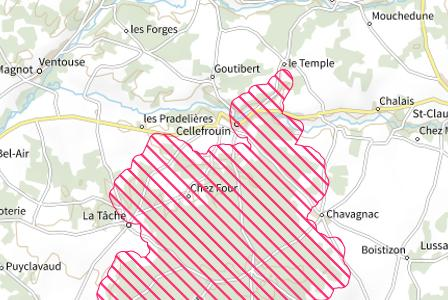 Mouchedune
les Forges
Ventouse
Magnot
Goutibert
le Temple
Chalais
les Pradelières
St-Clau
Cellefrouin
Chez
Bel-Air
Chez Four
oterie
La Tâche
Chavagnac
Lussa
Boistizon
Puyclavaud